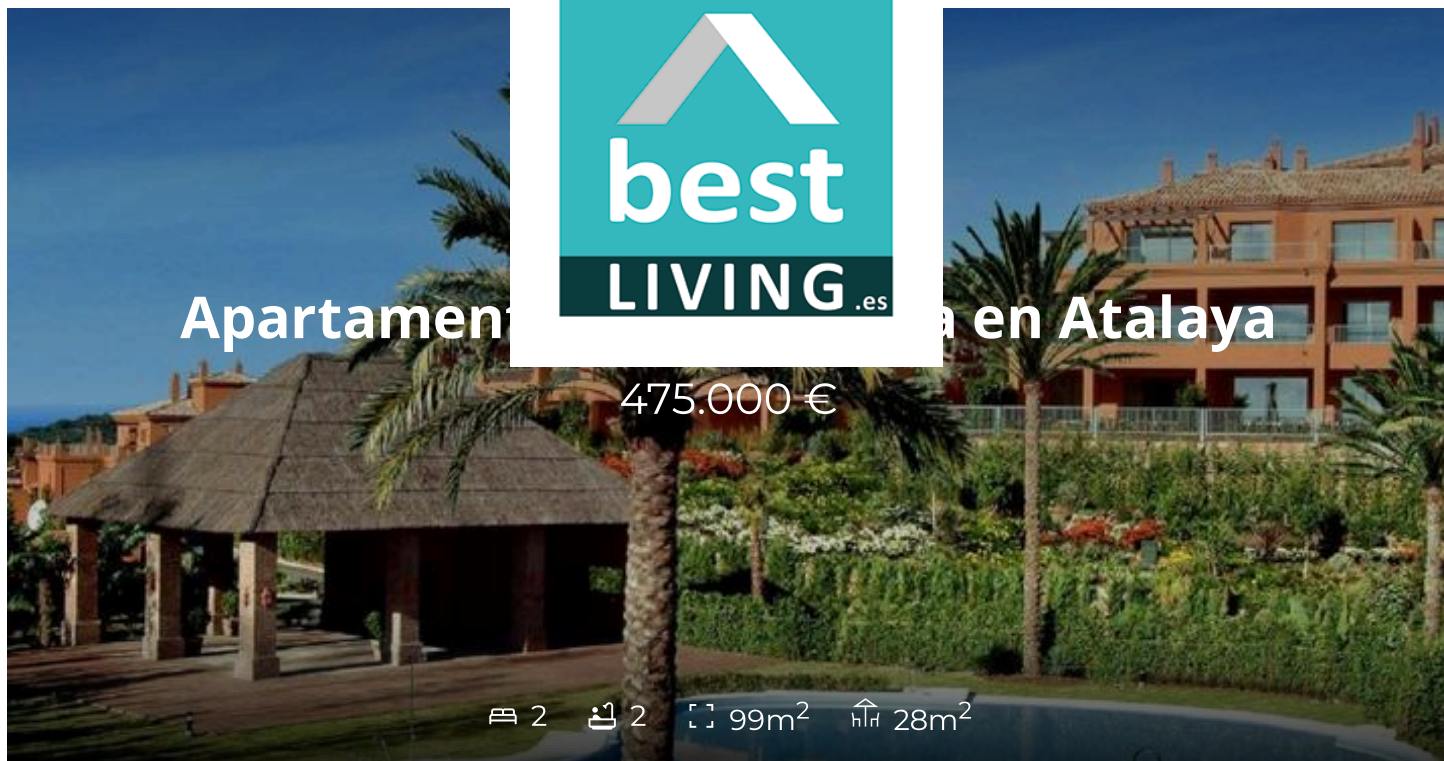 best
LIVING.es
Apartament en Atalaya
475.000 €
2 2 99m² 28m²